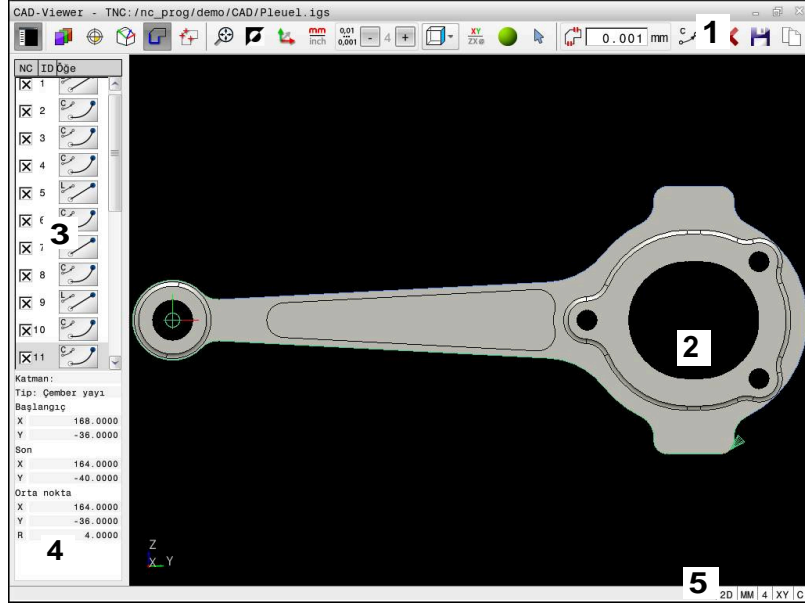 CAD-Viewer - TNC:/nc_prog/demo/CAD/Pleuel.igs
mm
inch
0,01
0,001
- 4 +
XY
ZX
0.001 mm
C
1
NC ID Öğe
1
2 C
3 C
4 C
5 L
6 C
7
3
8 C
9 L
10 C
11 C
2
Katman:
Tip: Çember yayı
Başlangıç
X 168.0000
Y -36.0000
Son
X 164.0000
Y -40.0000
Orta nokta
X 164.0000
Y -36.0000
R 4.0000
4
Z
X Y
5
2D MM 4 XY C